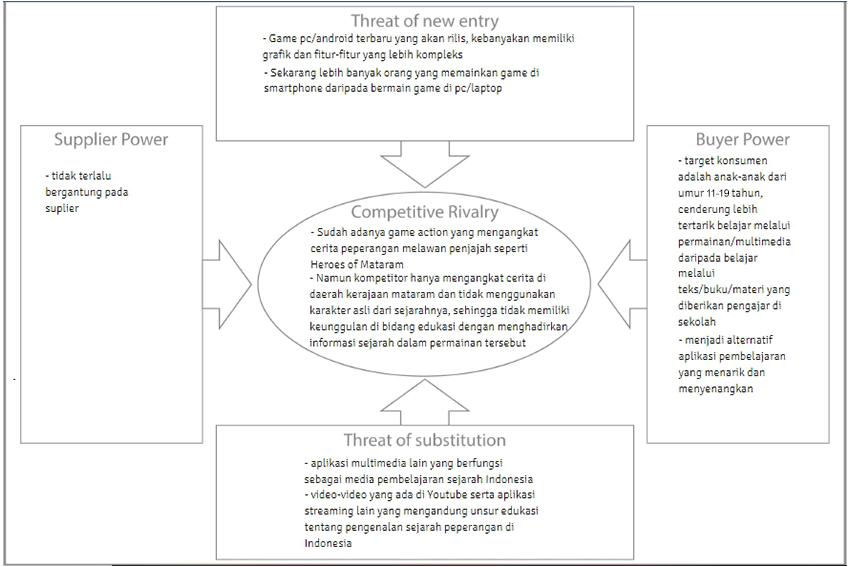 Threat of new entry
- Game pc/android terbaru yang akan rilis, kebanyakan memiliki
grafik dan fitur-fitur yang lebih kompleks
- Sekarang lebih banyak orang yang memainkan game di
smartphone daripada bermain game di pc/laptop
Supplier Power
- tidak terlalu
bergantung pada
suplier
-
Competitive Rivalry
- Sudah adanya game action yang mengangkat
cerita peperangan melawan penjajah seperti
Heroes of Mataram
- Namun kompetitor hanya mengangkat cerita di
daerah kerajaan mataram dan tidak menggunakan
karakter asli dari sejarahnya, sehingga tidak memiliki
keunggulan di bidang edukasi dengan menghadirkan
informasi sejarah dalam permainan tersebut
Buyer Power
- target konsumen
adalah anak-anak dari
umur 11-19 tahun,
cenderung lebih
tertarik belajar melalui
permainan/multimedia
daripada belajar
melalui
teks/buku/materi yang
diberikan pengajar di
sekolah
- menjadi alternatif
aplikasi pembelajaran
yang menarik dan
menyenangkan
Threat of substitution
- aplikasi multimedia lain yang berfungsi
sebagai media pembelajaran sejarah Indonesia
- video-video yang ada di Youtube serta aplikasi
streaming lain yang mengandung unsur edukasi
tentang pengenalan sejarah peperangan di
Indonesia